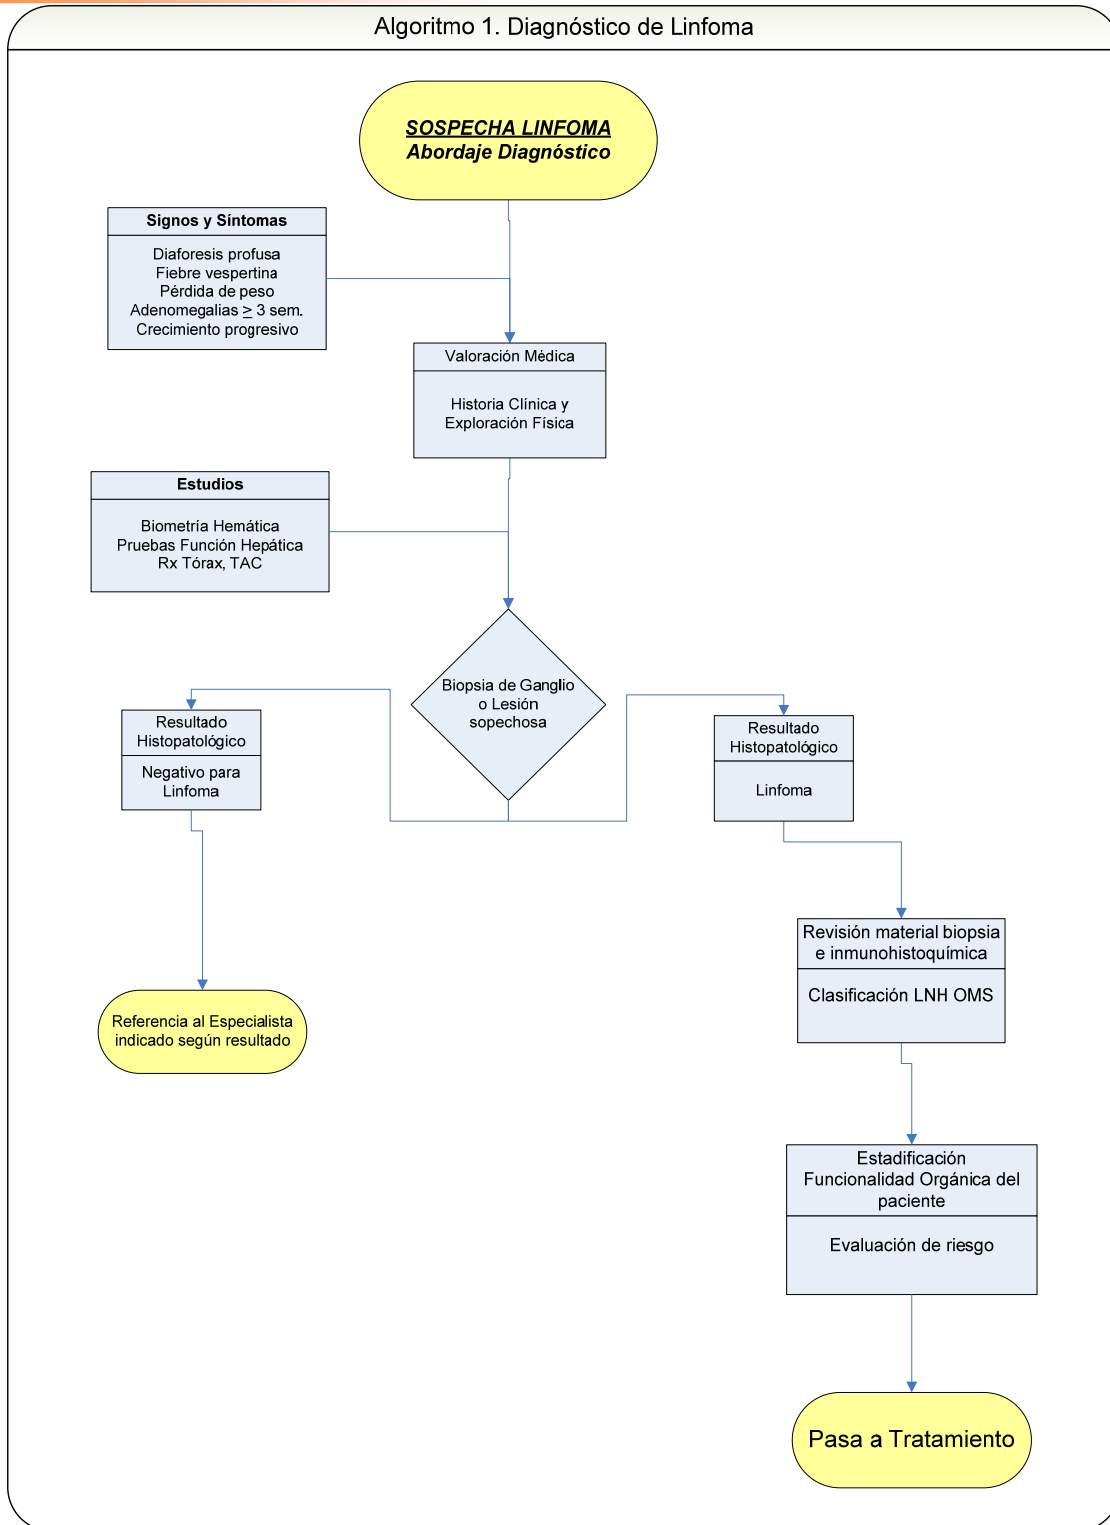 Algoritmo 1. Diagnóstico de Linfoma
SOSPECHA LINFOMA
Abordaje Diagnóstico
Signos y Síntomas
Diaforesis profusa
Fiebre vespertina
Pérdida de peso
Adenomegalias ≥ 3 sem.
Crecimiento progresivo
Valoración Médica
Historia Clínica y
Exploración Física
Estudios
Biometría Hemática
Pruebas Función Hepática
Rx Tórax, TAC
Biopsia de Ganglio
o Lesión
sopechosa
Resultado
Histopatológico
Negativo para
Linfoma
Resultado
Histopatológico
Linfoma
Referencia al Especialista
indicado según resultado
Revisión material biopsia
e inmunohistoquímica
Clasificación LNH OMS
Estadificación
Funcionalidad Orgánica del
paciente
Evaluación de riesgo
Pasa a Tratamiento